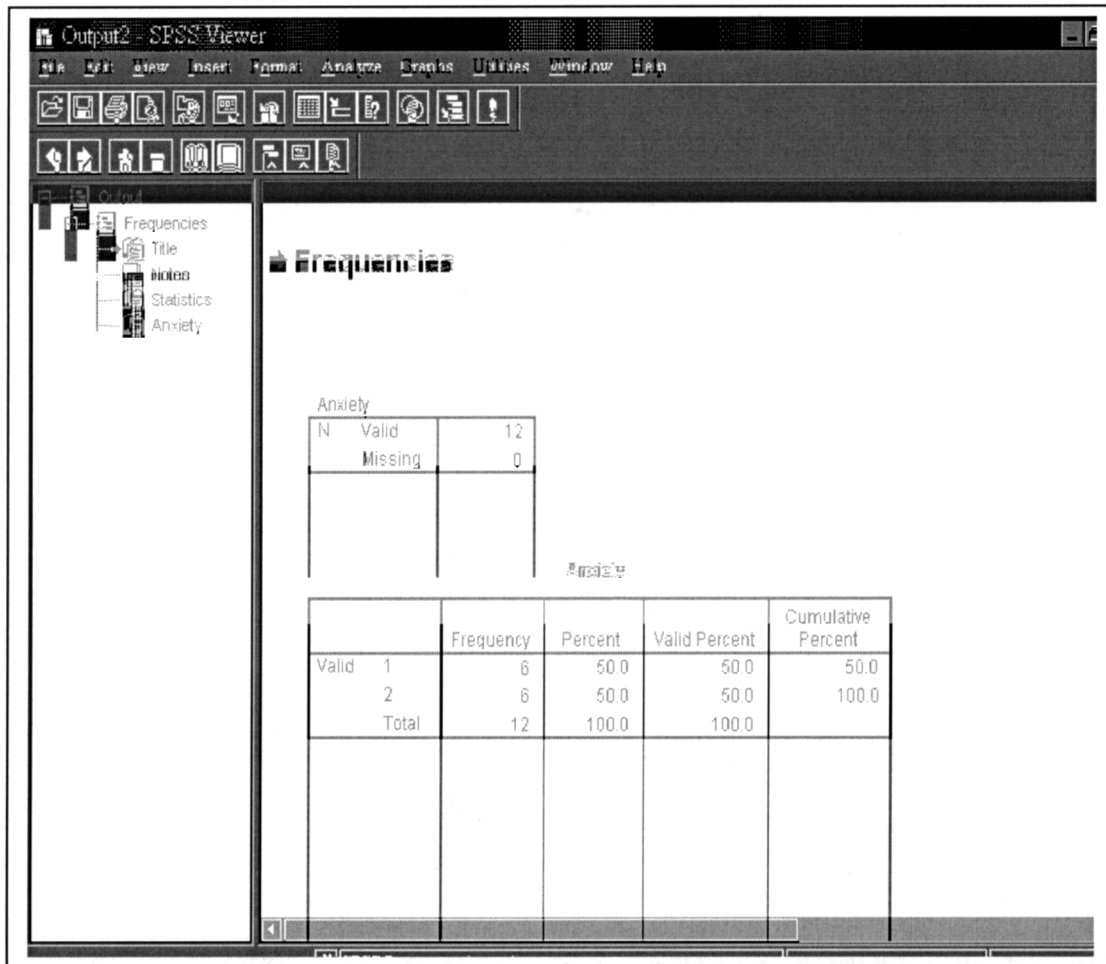 Output2 - SPSS Viewer
File Edit View Insert Format Analyze Graphs Utilities Window Help
Output
Frequencies
Title
Notes
Statistics
Anxiety
Frequencies
Anxiety
N Valid 12
Missing 0
Anxiety
Frequency Percent Valid Percent Cumulative Percent
Valid 1 6 50.0 50.0 50.0
2 6 50.0 50.0 100.0
Total 12 100.0 100.0